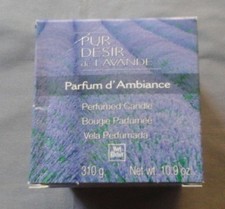 PUR
DESIR
de LAVANDE
Parfum d'Ambiance
Perfumed Candle
Bougie Parfumée
Vela Perfumada
310 g Net wt. 10.9 oz